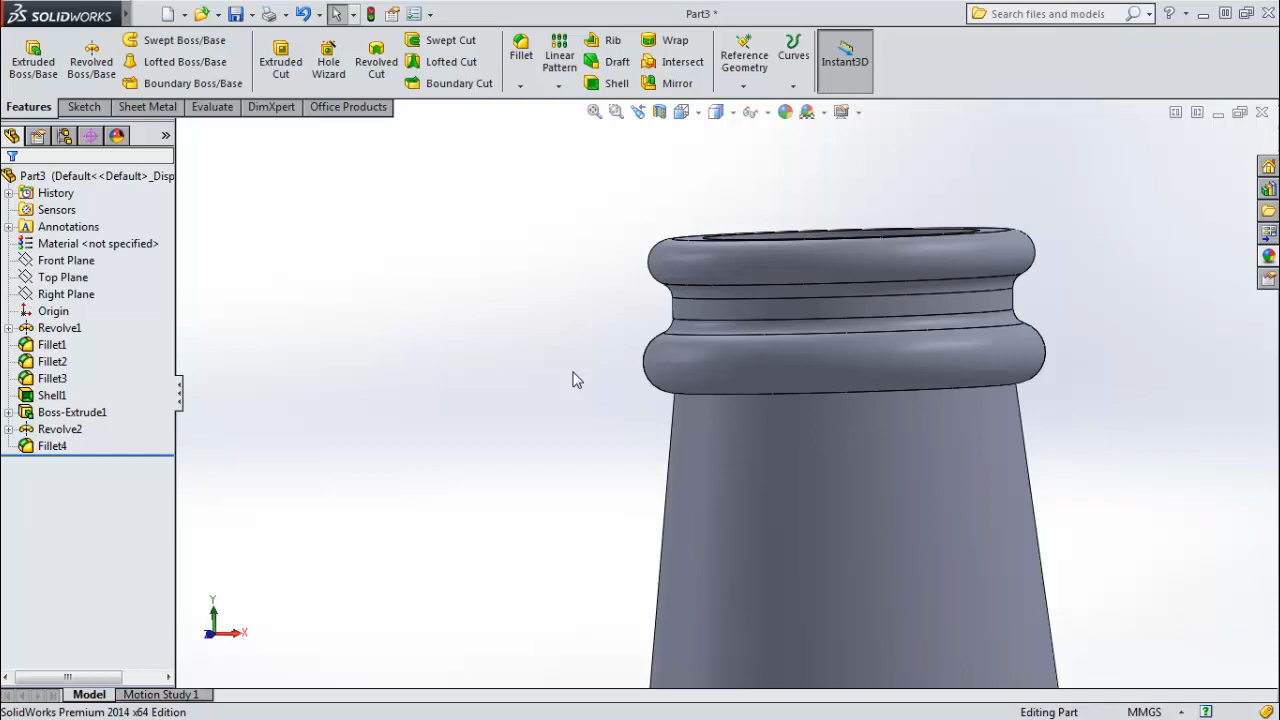 SOLIDWORKS
Part3 *
Search files and models
Extruded Boss/Base
Revolved Boss/Base
Swept Boss/Base
Lofted Boss/Base
Boundary Boss/Base
Extruded Cut
Hole Wizard
Revolved Cut
Swept Cut
Lofted Cut
Boundary Cut
Fillet
Linear Pattern
Rib
Draft
Shell
Wrap
Intersect
Mirror
Reference Geometry
Curves
Instant3D
Features
Sketch
Sheet Metal
Evaluate
DimXpert
Office Products
Part3 (Default<<Default>_Disp
History
Sensors
Annotations
Material <not specified>
Front Plane
Top Plane
Right Plane
Origin
Revolve1
Fillet1
Fillet2
Fillet3
Shell1
Boss-Extrude1
Revolve2
Fillet4
Y
X
Model
Motion Study 1
SolidWorks Premium 2014 x64 Edition
Editing Part
MMGS